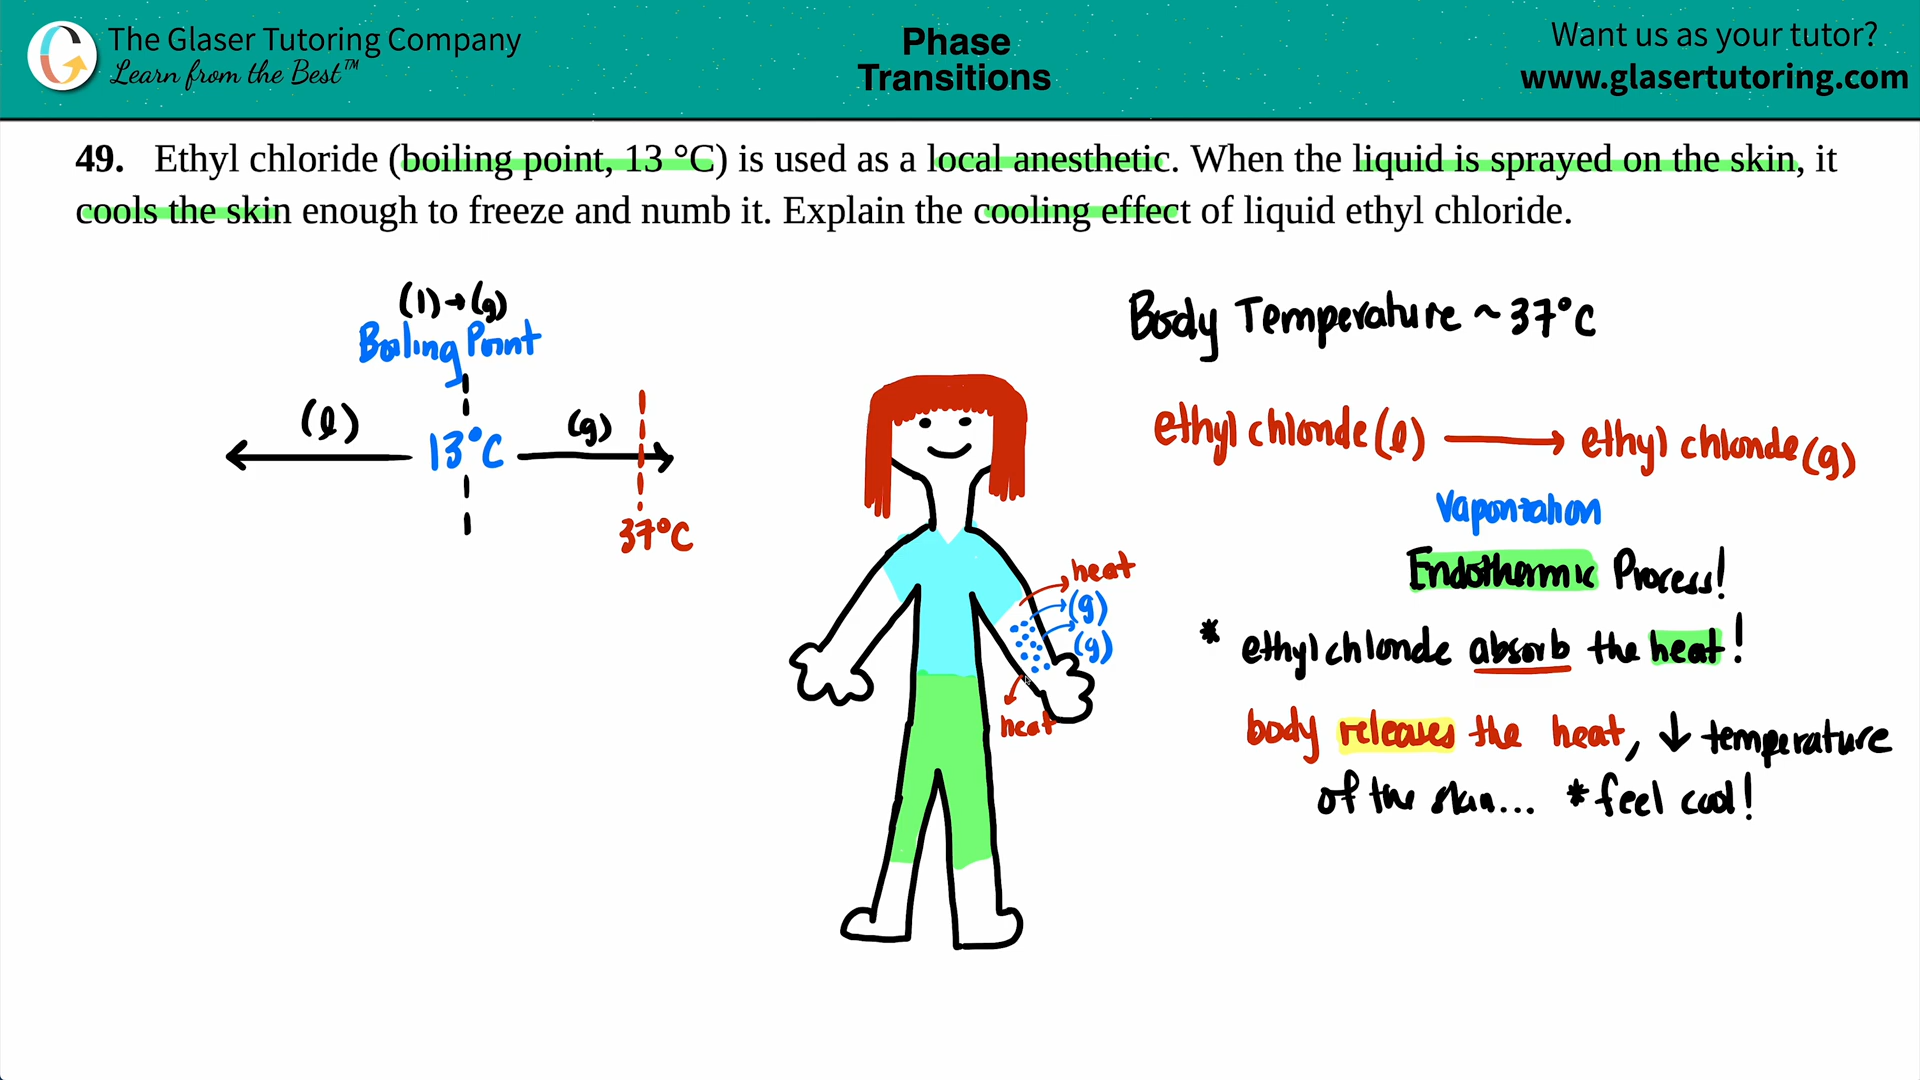 The Glaser Tutoring Company
Learn from the Best™
Phase
Transitions
Want us as your tutor?
www.glasertutoring.com
49. Ethyl chloride (boiling point, 13 °C) is used as a local anesthetic. When the liquid is sprayed on the skin, it
cools the skin enough to freeze and numb it. Explain the cooling effect of liquid ethyl chloride.
(l)→(g)
Boiling Point
(l) 13°C (g)
37°C
heat
(g)
(g)
heat
Body Temperature ~ 37°C
ethyl chloride (l) → ethyl chloride (g)
Vaporization
Endothermic Process!
* ethyl chloride absorb the heat!
body releases the heat, ↓ temperature
of the skin... * feel cool!